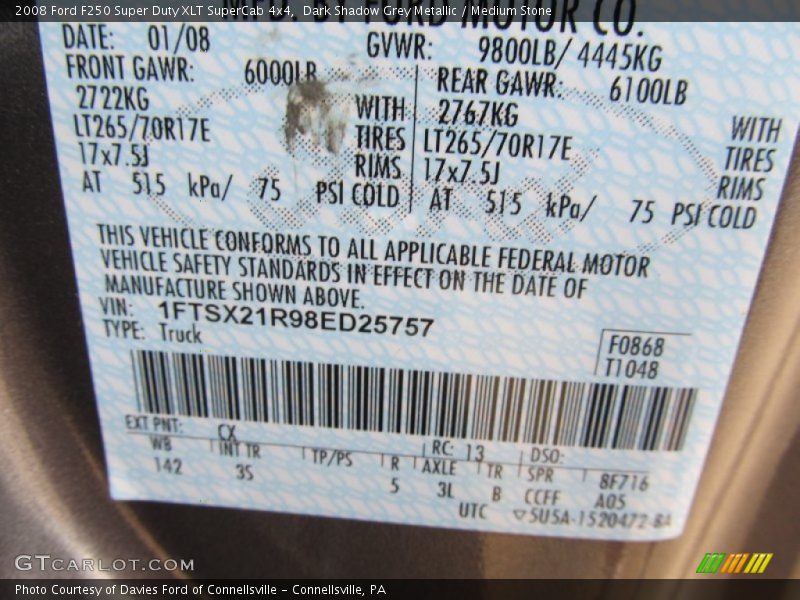 2008 Ford F250 Super Duty XLT SuperCab 4x4, Dark Shadow Grey Metallic / Medium Stone
BY FORD MOTOR CO.
DATE: 01/08 GVWR: 9800LB/ 4445KG
FRONT GAWR: 6000LB REAR GAWR: 6100LB
2722KG WITH 2767KG WITH
LT265/70R17E TIRES LT265/70R17E TIRES
17x7.5J RIMS 17x7.5J RIMS
AT 515 kPa/ 75 PSI COLD AT 515 kPa/ 75 PSI COLD
THIS VEHICLE CONFORMS TO ALL APPLICABLE FEDERAL MOTOR
VEHICLE SAFETY STANDARDS IN EFFECT ON THE DATE OF
MANUFACTURE SHOWN ABOVE.
VIN: 1FTSX21R98ED25757
TYPE: Truck
F0868
T1048
EXT PNT: CX RC: 13 DSO:
WB INT TR TP/PS R AXLE TR SPR 8F716
142 3S 5 3L B CCFF A05
UTC ▽5U5A-1520472-BA
GTCarLot.com
Photo Courtesy of Davies Ford of Connellsville - Connellsville, PA